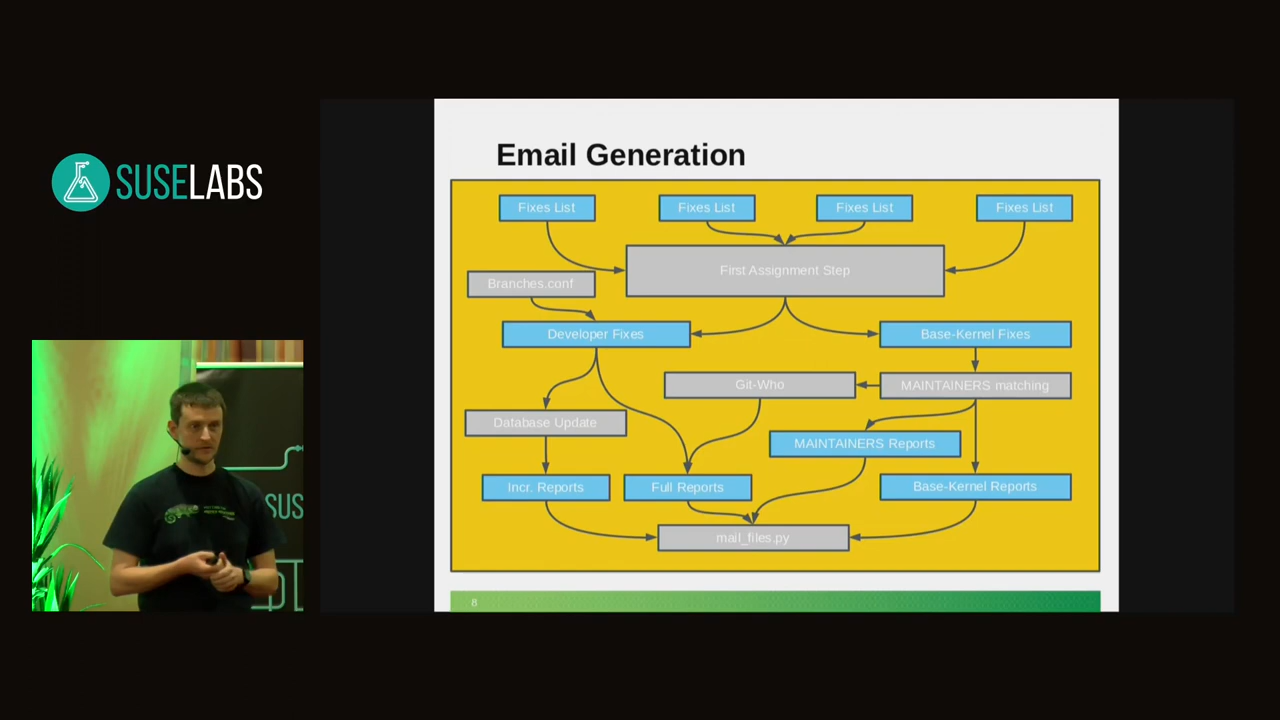 SUSELABS
Email Generation
Fixes List
Fixes List
Fixes List
Fixes List
First Assignment Step
Branches.conf
Developer Fixes
Base-Kernel Fixes
Git-Who
MAINTAINERS matching
Database Update
MAINTAINERS Reports
Incr. Reports
Full Reports
Base-Kernel Reports
mail_files.py
8
SUS